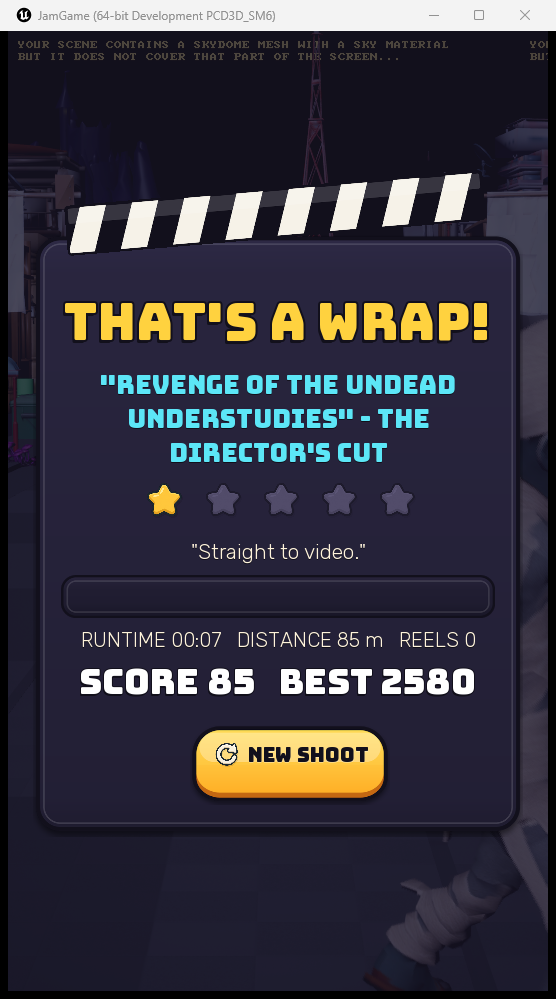 JamGame (64-bit Development PCD3D_SM6)
YOUR SCENE CONTAINS A SKYDOME MESH WITH A SKY MATERIAL
BUT IT DOES NOT COVER THAT PART OF THE SCREEN...
THAT'S A WRAP!
"REVENGE OF THE UNDEAD
UNDERSTUDIES" - THE
DIRECTOR'S CUT
"Straight to video."
RUNTIME 00:07 DISTANCE 85 m REELS 0
SCORE 85 BEST 2580
NEW SHOOT